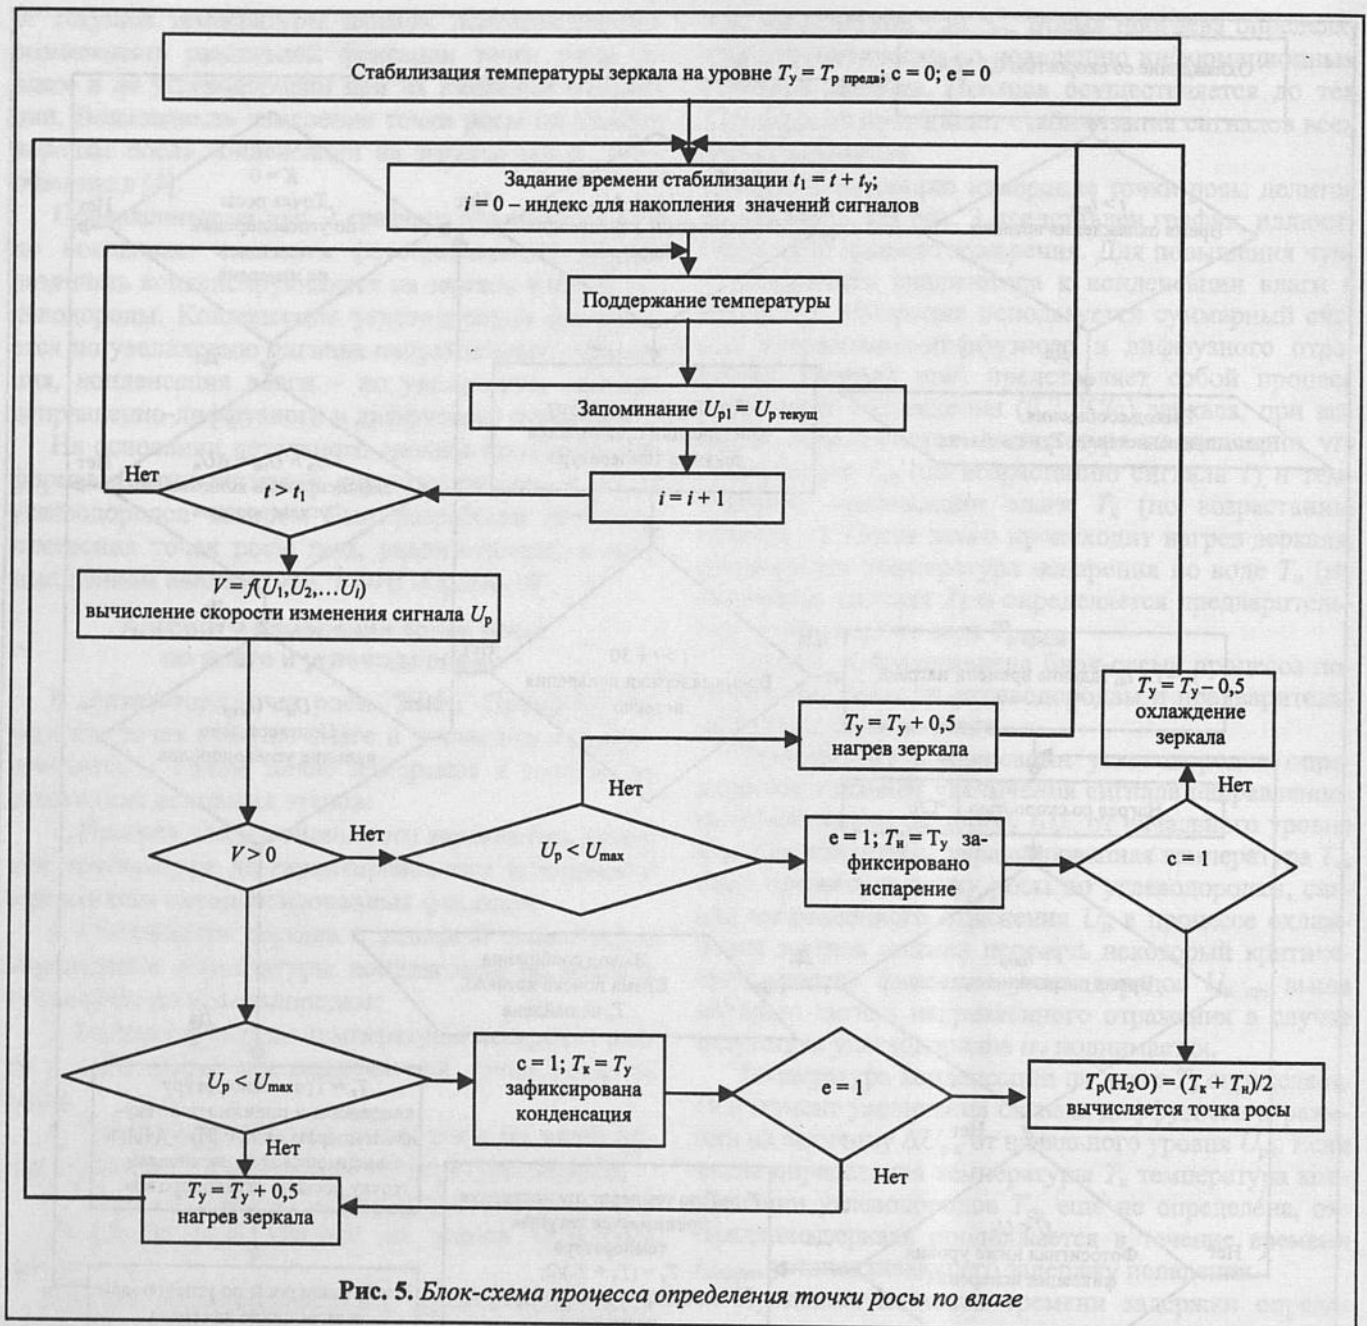 Стабилизация температуры зеркала на уровне Tу = Tр предв; c = 0; e = 0
Задание времени стабилизации t1 = t + tу;
i = 0 – индекс для накопления значений сигналов
Поддержание температуры
Запоминание Uр1 = Uр текущ
i = i + 1
Нет
t > t1
V = f(U1, U2,…Ui)
вычисление скорости изменения сигнала Uр
V > 0
Нет
Uр < Umax
Нет
Tу = Tу + 0,5
нагрев зеркала
e = 1; Tи = Tу за-
фиксировано
испарение
c = 1
Нет
Tу = Tу – 0,5
охлаждение
зеркала
Uр < Umax
Нет
c = 1; Tк = Tу
зафиксирована
конденсация
c = 1
Нет
Tр(H2O) = (Tк + Tи)/2
вычисляется точка росы
Tу = Tу + 0,5
нагрев зеркала
Рис. 5. Блок-схема процесса определения точки росы по влаге